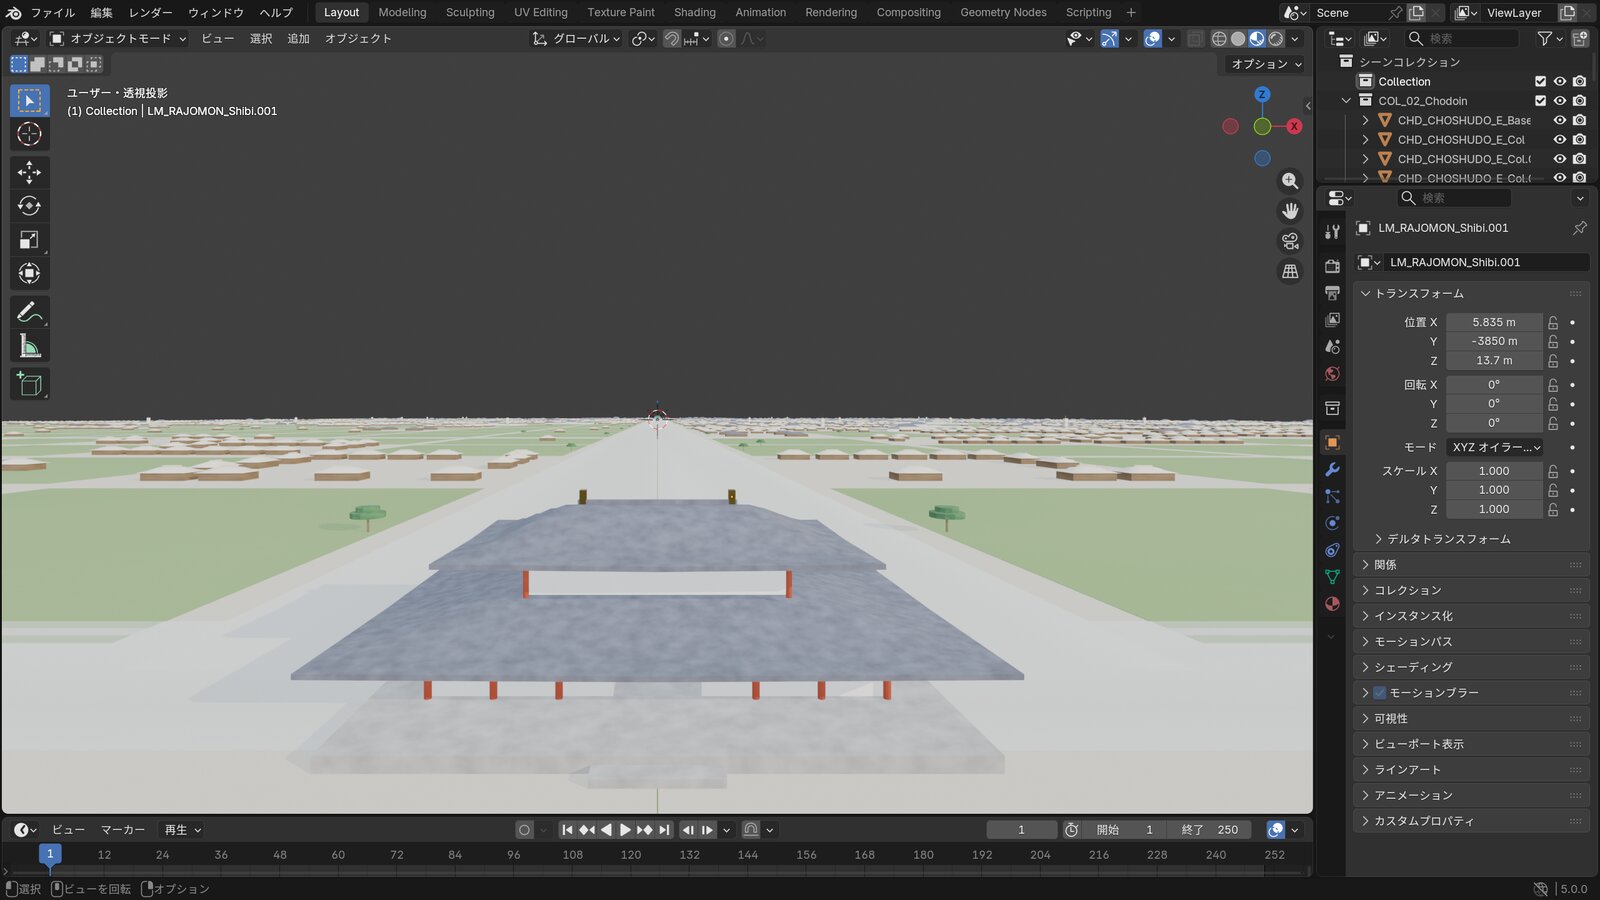 ファイル 編集 レンダー ウィンドウ ヘルプ Layout Modeling Sculpting UV Editing Texture Paint Shading Animation Rendering Compositing Geometry Nodes Scripting + Scene ViewLayer
オブジェクトモード ビュー 選択 追加 オブジェクト グローバル 検索
オプション
ユーザー・透視投影
(1) Collection | LM_RAJOMON_Shibi.001
Z
X
シーンコレクション
Collection
COL_02_Chodoin
CHD_CHOSHUDO_E_Base
CHD_CHOSHUDO_E_Col
CHD_CHOSHUDO_E_Col.
CHD_CHOSHUDO_E_Col.
検索
LM_RAJOMON_Shibi.001
LM_RAJOMON_Shibi.001
トランスフォーム
位置 X 5.835 m
Y -3850 m
Z 13.7 m
回転 X 0°
Y 0°
Z 0°
モード XYZ オイラー...
スケール X 1.000
Y 1.000
Z 1.000
デルタトランスフォーム
関係
コレクション
インスタンス化
モーションパス
シェーディング
モーションブラー
可視性
ビューポート表示
ラインアート
アニメーション
カスタムプロパティ
ビュー マーカー 再生 1 開始 1 終了 250
1 12 24 36 48 60 72 84 96 108 120 132 144 156 168 180 192 204 216 228 240 252
選択 ビューを回転 オプション 5.0.0